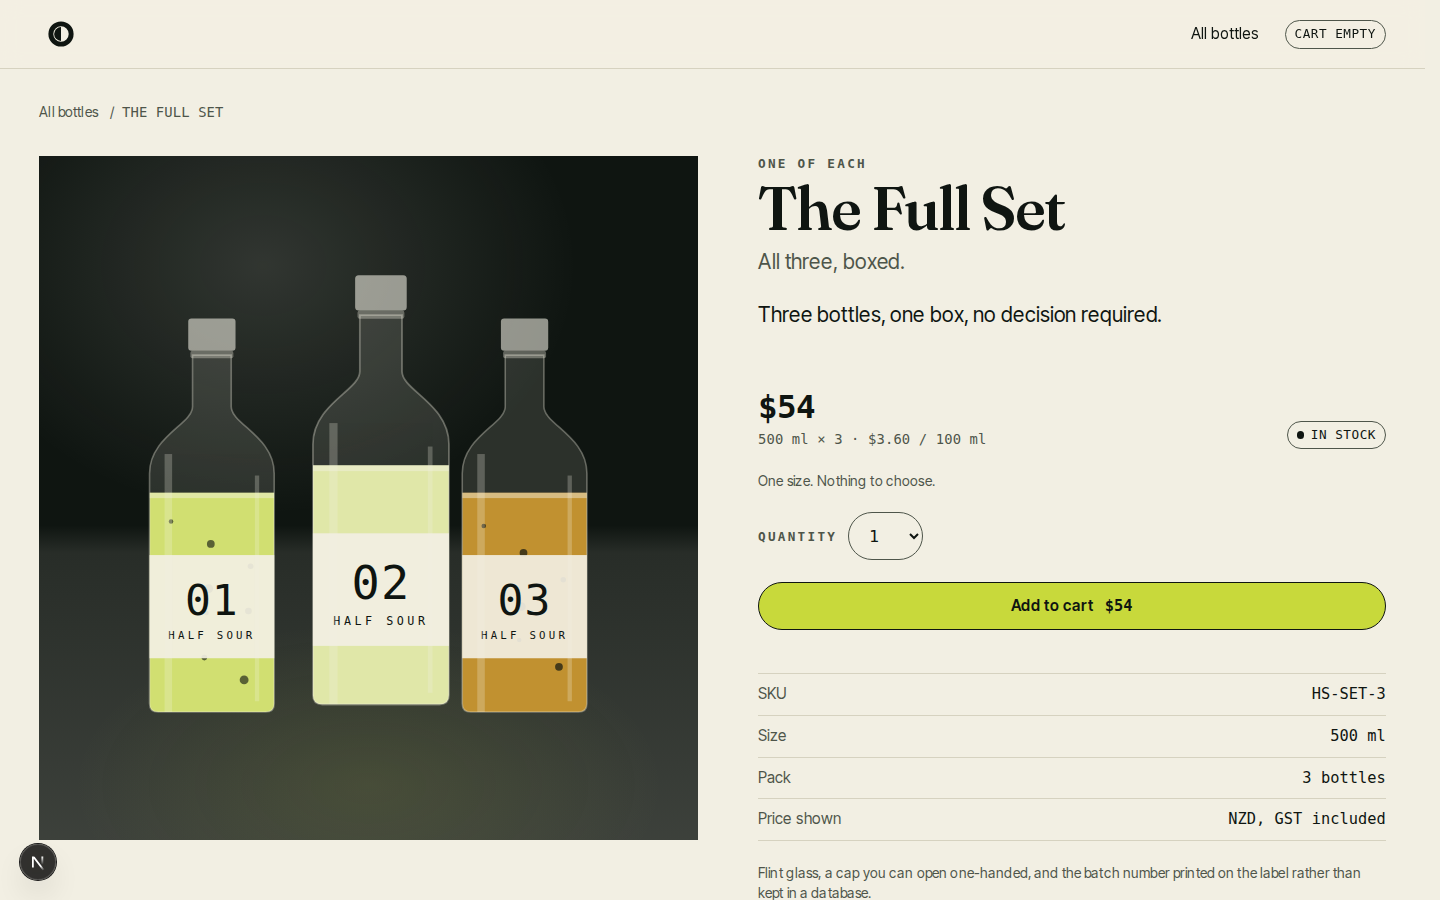 All bottles
CART EMPTY
All bottles / THE FULL SET
ONE OF EACH
The Full Set
All three, boxed.
Three bottles, one box, no decision required.
$54
500 ml × 3 · $3.60 / 100 ml
IN STOCK
One size. Nothing to choose.
QUANTITY 1
Add to cart $54
SKU HS-SET-3
Size 500 ml
Pack 3 bottles
Price shown NZD, GST included
Flint glass, a cap you can open one-handed, and the batch number printed on the label rather than
kept in a database.
01
HALF SOUR
02
HALF SOUR
03
HALF SOUR
N